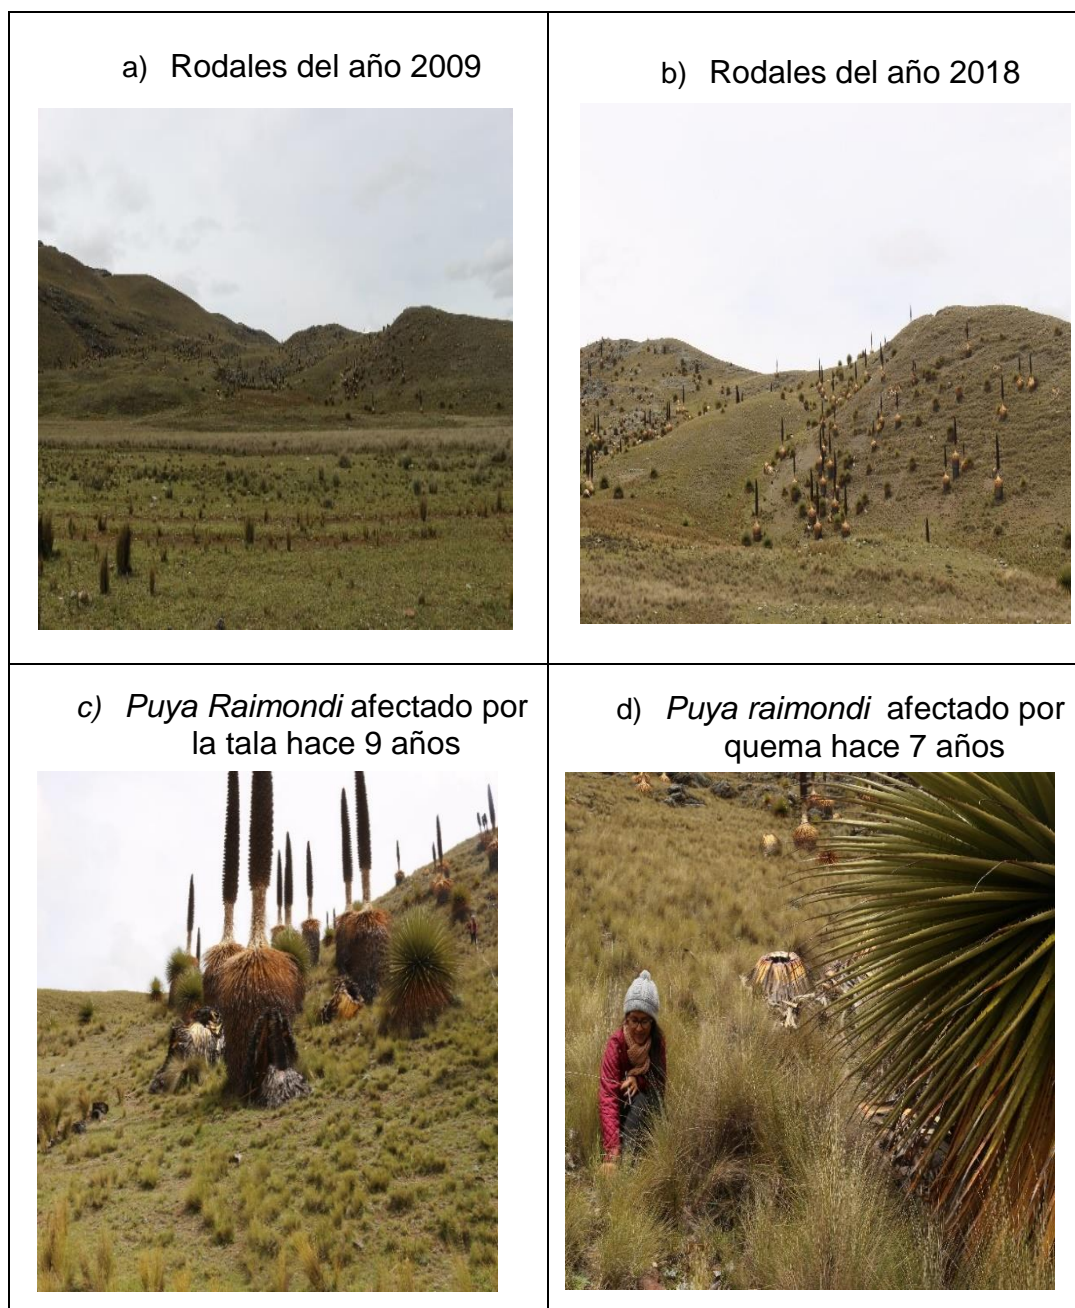 a) Rodales del año 2009
b) Rodales del año 2018
c) Puya Raimondi afectado por
la tala hace 9 años
d) Puya raimondi afectado por
quema hace 7 años